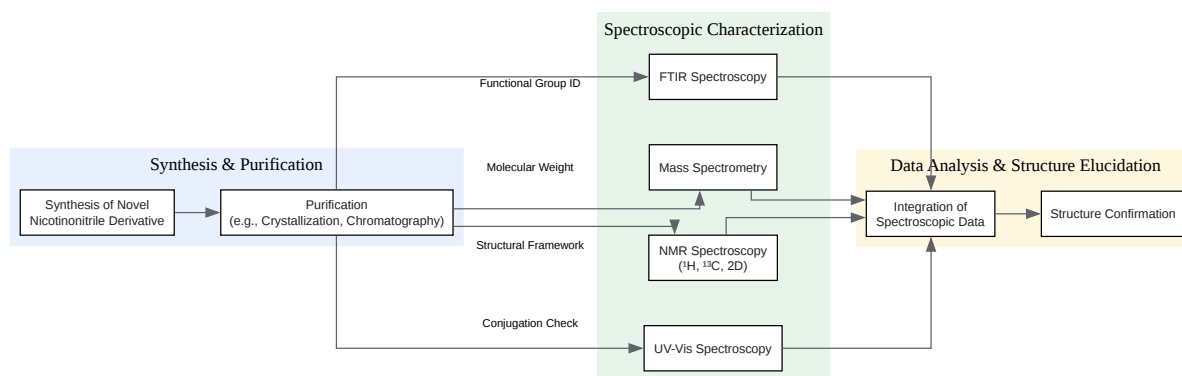 Spectroscopic Characterization
FTIR Spectroscopy
Functional Group ID
Synthesis & Purification
Molecular Weight
Mass Spectrometry
Data Analysis & Structure Elucidation
Synthesis of Novel
Nicotinonitrile Derivative
Purification
(e.g., Crystallization, Chromatography)
Integration of
Spectroscopic Data
Structure Confirmation
Structural Framework
NMR Spectroscopy
(¹H, ¹³C, 2D)
Conjugation Check
UV-Vis Spectroscopy